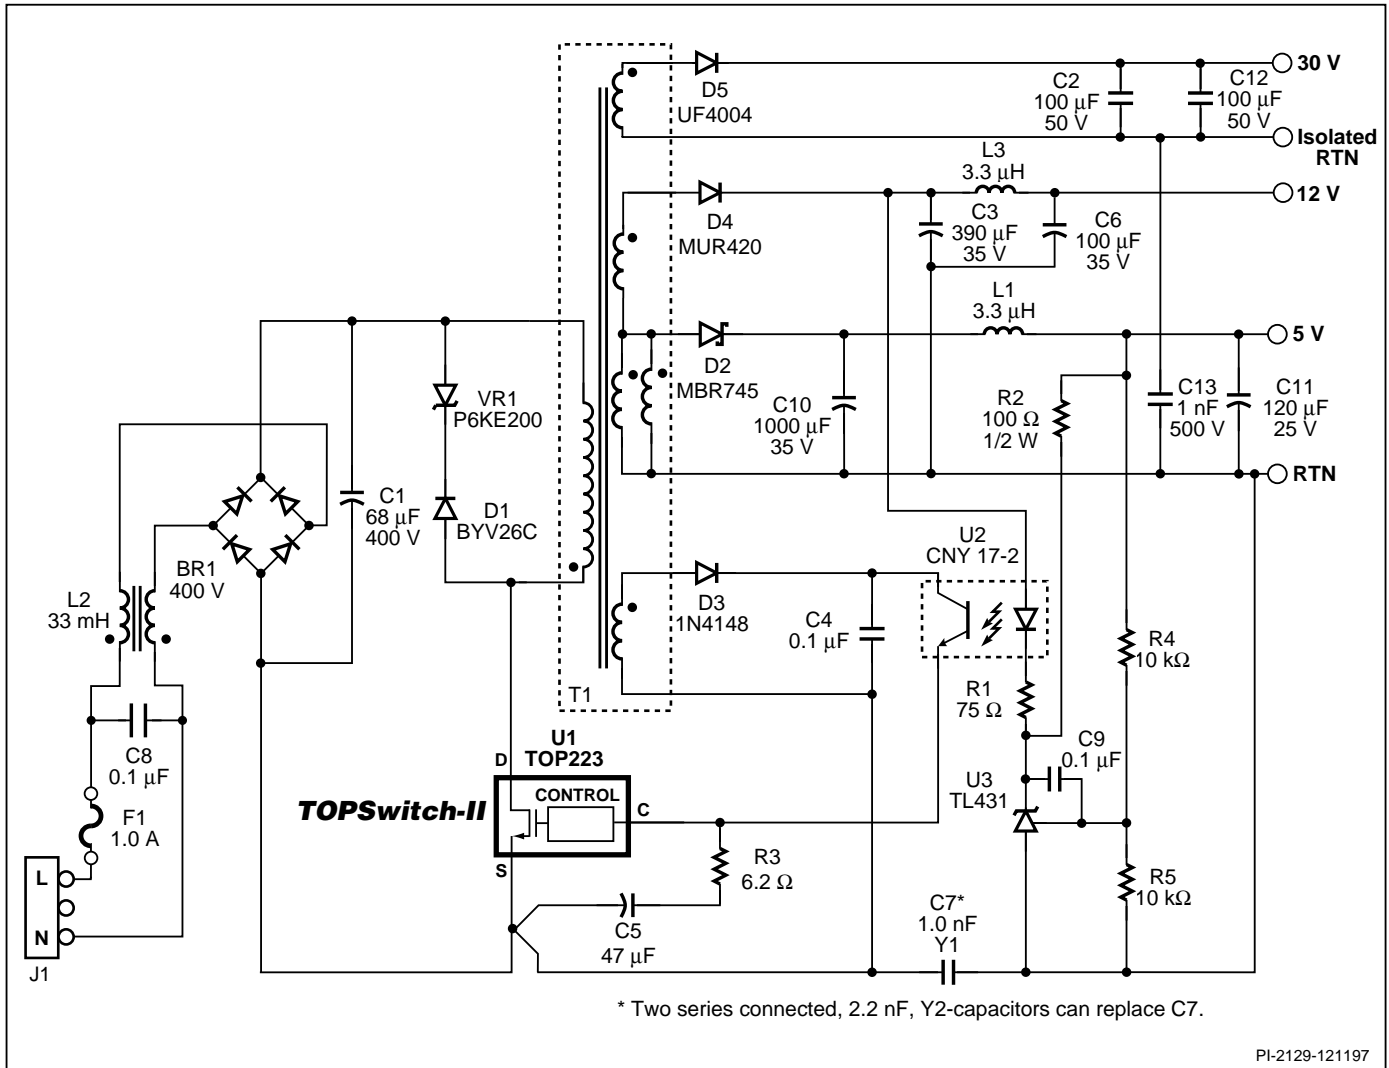 30 V
D5
UF4004
C2
100 µF
50 V
C12
100 µF
50 V
Isolated
RTN
L3
3.3 µH
12 V
D4
MUR420
C3
390 µF
35 V
C6
100 µF
35 V
L1
3.3 µH
5 V
D2
MBR745
VR1
P6KE200
C10
1000 µF
35 V
R2
100 Ω
1/2 W
C13
1 nF
500 V
C11
120 µF
25 V
RTN
C1
68 µF
400 V
D1
BYV26C
U2
CNY 17-2
BR1
400 V
L2
33 mH
D3
1N4148
C4
0.1 µF
R4
10 kΩ
T1
R1
75 Ω
C8
0.1 µF
U1
TOP223
D
C9
0.1 µF
TOPSwitch-II
CONTROL
C
S
U3
TL431
F1
1.0 A
R3
6.2 Ω
L
N
J1
R5
10 kΩ
C5
47 µF
C7*
1.0 nF
Y1
* Two series connected, 2.2 nF, Y2-capacitors can replace C7.
PI-2129-121197